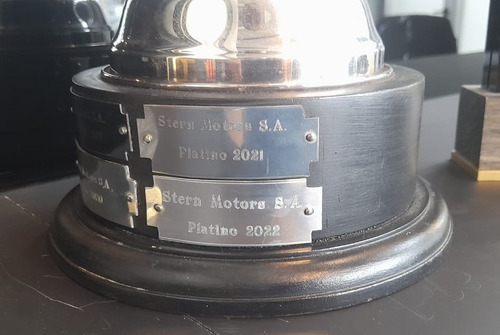 Stern Motors S.A.
Platino 2021
S.A.
Stern Motors S.A
Platino 2022